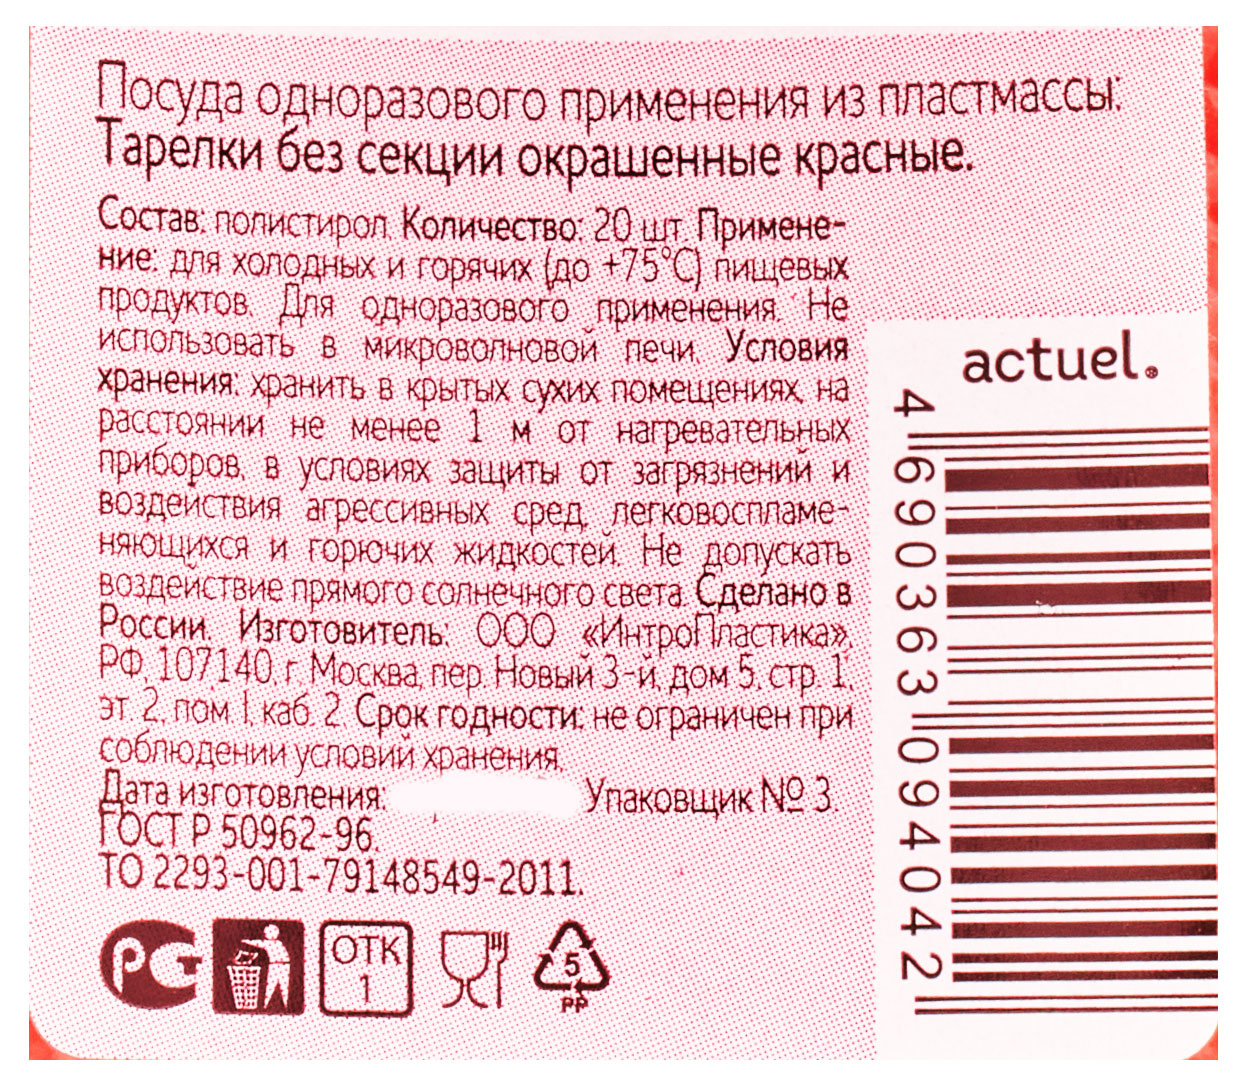 Посуда одноразового применения из пластмассы:
Тарелки без секции окрашенные красные.
Состав: полистирол. Количество: 20 шт. Примене-
ние: для холодных и горячих (до +75°С) пищевых
продуктов. Для одноразового применения. Не
использовать в микроволновой печи. Условия
хранения: хранить в крытых сухих помещениях, на
расстоянии не менее 1 м от нагревательных
приборов, в условиях защиты от загрязнений и
воздействия агрессивных сред, легковоспламе-
няющихся и горючих жидкостей. Не допускать
воздействие прямого солнечного света. Сделано в
России. Изготовитель: ООО «ИнтроПластика»,
РФ, 107140, г. Москва, пер. Новый 3-й, дом 5, стр. 1,
эт. 2, пом I, каб. 2. Срок годности: не ограничен при
соблюдении условий хранения.
Дата изготовления: Упаковщик № 3
ГОСТ Р 50962-96.
ТО 2293-001-79148549-2011.
РСТ
ОТК
1
5
PP
actuel®
4 690363 094042